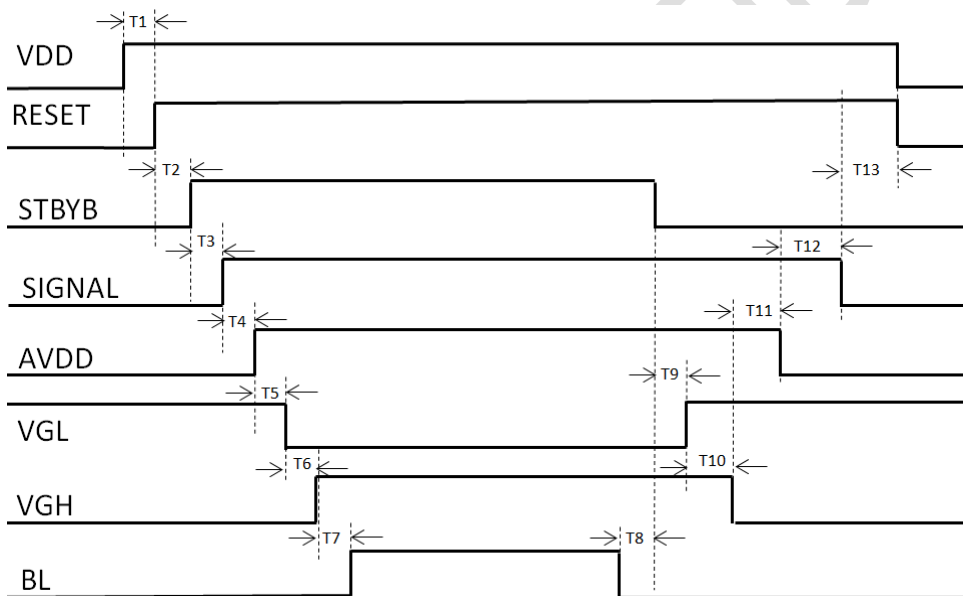 T1
VDD
RESET
T2
T13
STBYB
T3
T12
SIGNAL
T4
T11
AVDD
T5
T9
VGL
T6
T10
VGH
T7
T8
BL